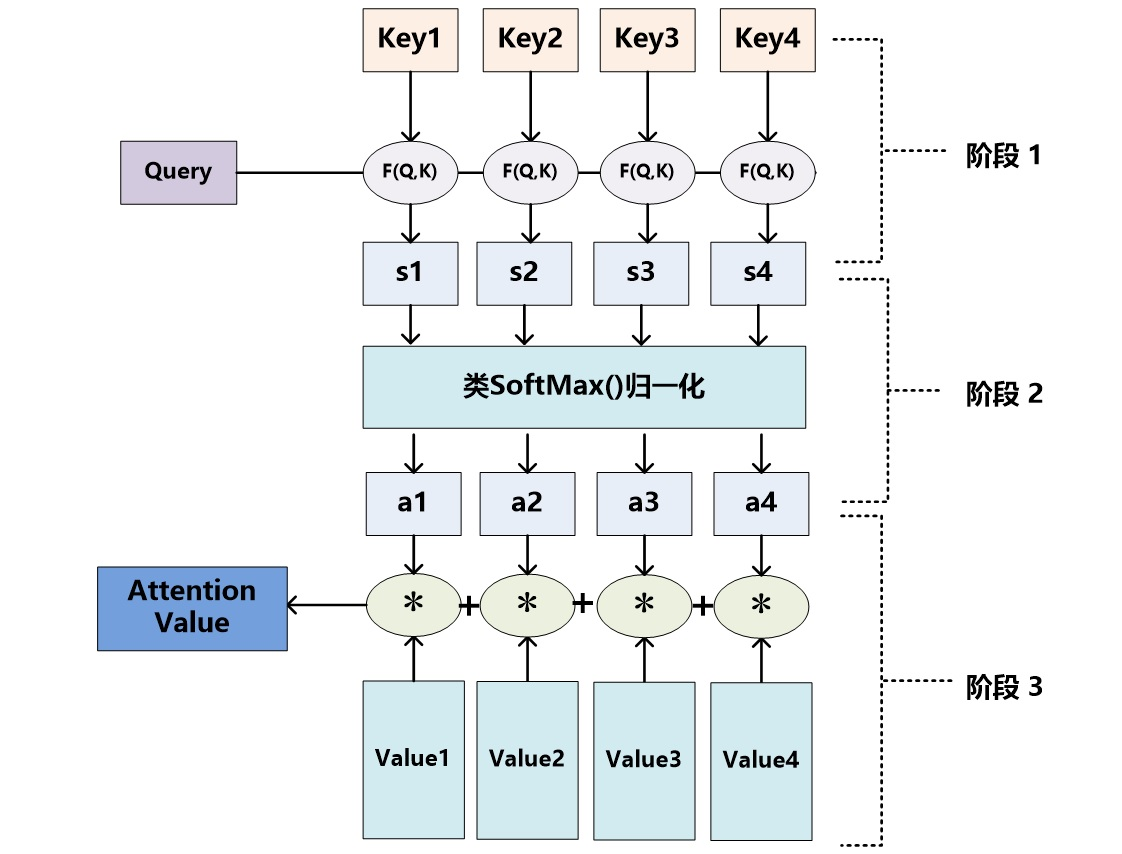 Key1
Key2
Key3
Key4
阶段 1
Query
F(Q,K)
F(Q,K)
F(Q,K)
F(Q,K)
s1
s2
s3
s4
类SoftMax()归一化
阶段 2
a1
a2
a3
a4
Attention
Value
*
+
*
+
*
+
*
阶段 3
Value1
Value2
Value3
Value4